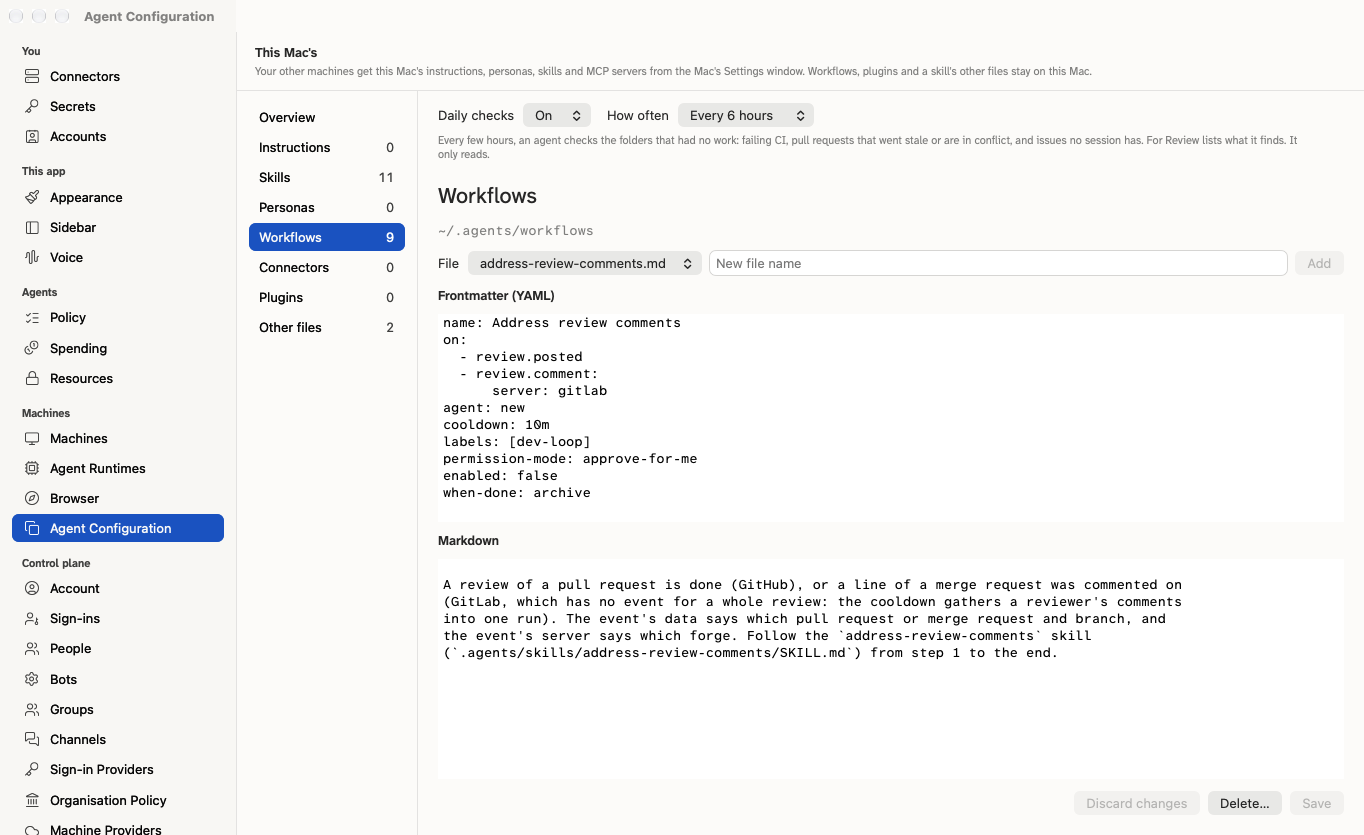 Agent Configuration
You
Connectors
Secrets
Accounts
This app
Appearance
Sidebar
Voice
Agents
Policy
Spending
Resources
Machines
Machines
Agent Runtimes
Browser
Agent Configuration
Control plane
Account
Sign-ins
People
Bots
Groups
Channels
Sign-in Providers
Organisation Policy
Machine Providers
This Mac's
Your other machines get this Mac's instructions, personas, skills and MCP servers from the Mac's Settings window. Workflows, plugins and a skill's other files stay on this Mac.
Overview
Instructions 0
Skills 11
Personas 0
Workflows 9
Connectors 0
Plugins 0
Other files 2
Daily checks On How often Every 6 hours
Every few hours, an agent checks the folders that had no work: failing CI, pull requests that went stale or are in conflict, and issues no session has. For Review lists what it finds. It
only reads.
Workflows
~/.agents/workflows
File address-review-comments.md New file name Add
Frontmatter (YAML)
name: Address review comments
on:
  - review.posted
  - review.comment:
      server: gitlab
agent: new
cooldown: 10m
labels: [dev-loop]
permission-mode: approve-for-me
enabled: false
when-done: archive
Markdown
A review of a pull request is done (GitHub), or a line of a merge request was commented on
(GitLab, which has no event for a whole review: the cooldown gathers a reviewer's comments
into one run). The event's data says which pull request or merge request and branch, and
the event's server says which forge. Follow the `address-review-comments` skill
(`.agents/skills/address-review-comments/SKILL.md`) from step 1 to the end.
Discard changes Delete... Save